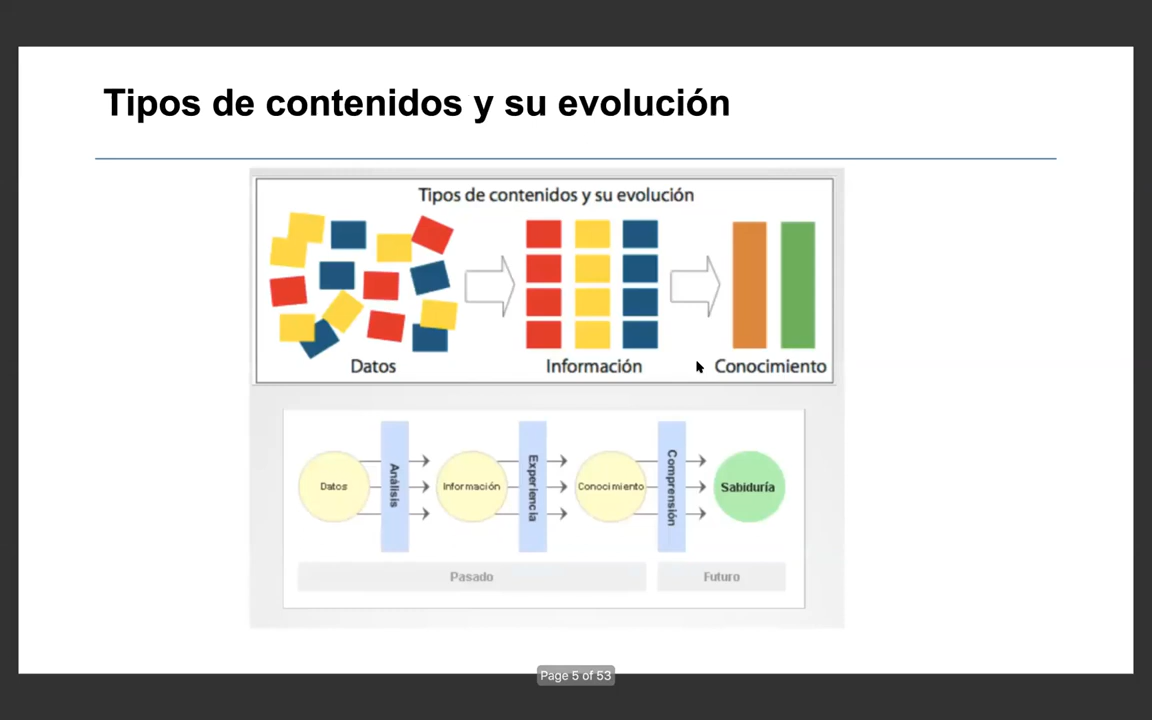 Tipos de contenidos y su evolución
Tipos de contenidos y su evolución
Datos
Información
Conocimiento
Datos
Análisis
Información
Experiencia
Conocimiento
Comprensión
Sabiduría
Pasado
Futuro
Page 5 of 53